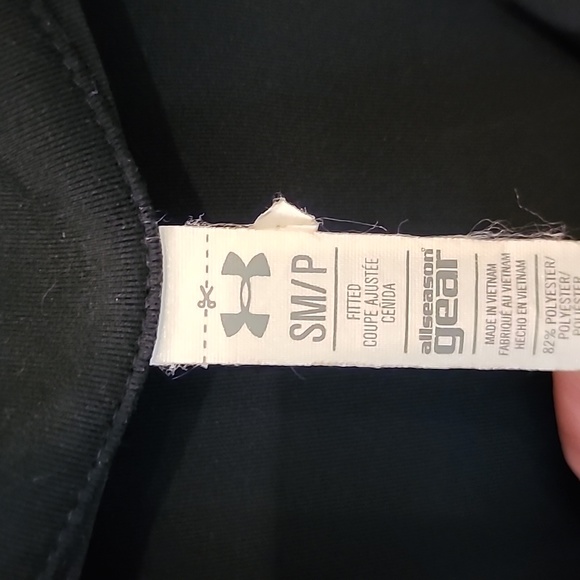 SM/P
FITTED
COUPE AJUSTÉE
CEÑIDA
allseason
gear
MADE IN VIETNAM
FABRIQUÉ AU VIETNAM
HECHO EN VIETNAM
82% POLYESTER/
POLYESTER/